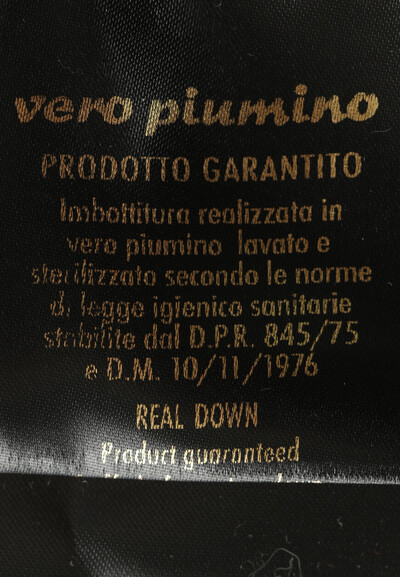 vero piumino
PRODOTTO GARANTITO
Imbottitura realizzata in
vero piumino lavato e
sterilizzato secondo le norme
di legge igienico sanitarie
stabilite dal D.P.R. 845/75
e D.M. 10/11/1976
REAL DOWN
Product guaranteed